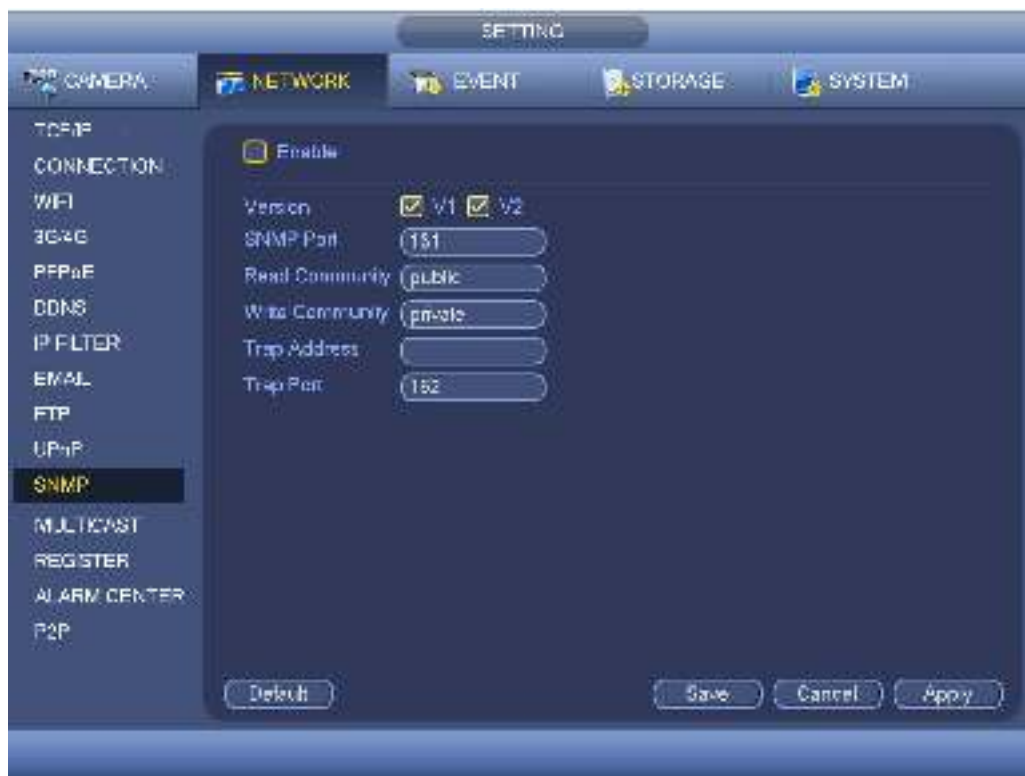 SETTING
CAMERA NETWORK EVENT STORAGE SYSTEM
TCP/IP
CONNECTION
WIFI
3G/4G
PPPoE
DDNS
IP FILTER
EMAIL
FTP
UPnP
SNMP
MULTICAST
REGISTER
ALARM CENTER
P2P
Enable
Version V1 V2
SNMP Port 161
Read Community public
Write Community private
Trap Address
Trap Port 162
Default Save Cancel Apply